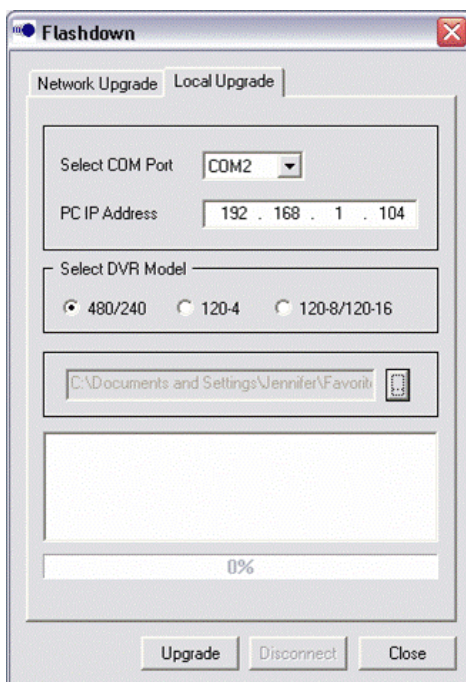 Flashdown
Network Upgrade Local Upgrade
Select COM Port COM2
PC IP Address 192 . 168 . 1 . 104
Select DVR Model
480/240 120-4 120-8/120-16
C:\Documents and Settings\Jennifer\Favorit
0%
Upgrade Disconnect Close